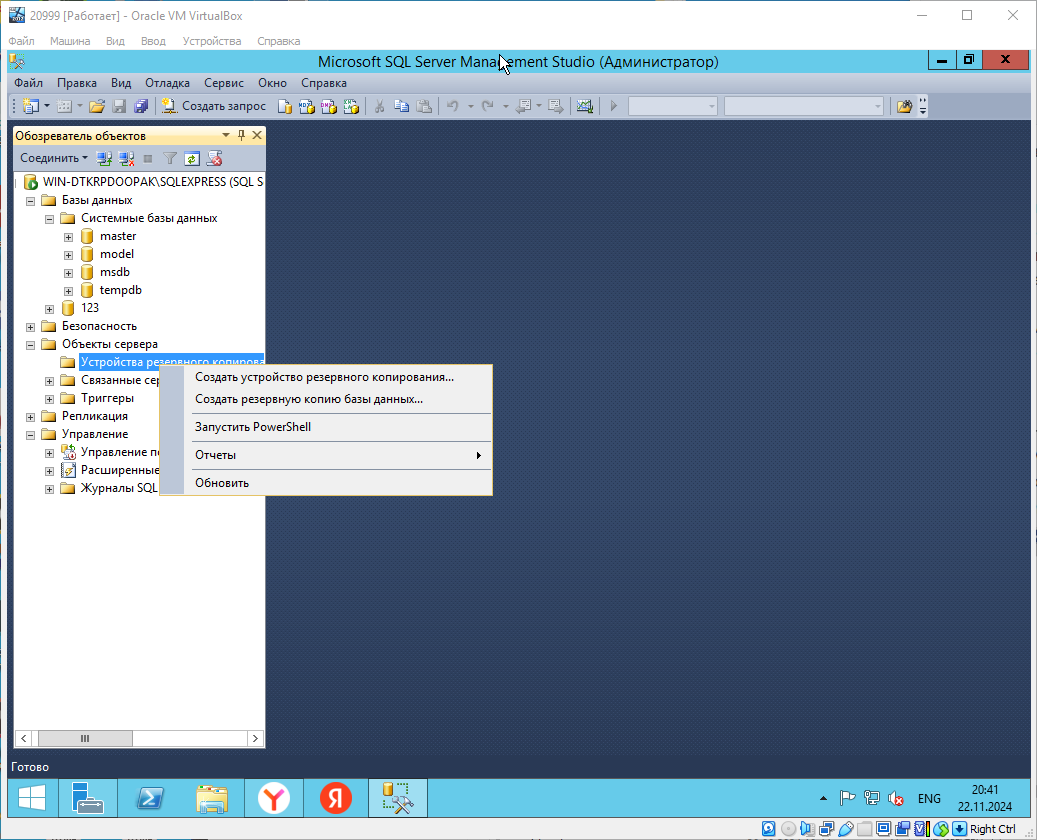 20999 [Работает] - Oracle VM VirtualBox
Файл Машина Вид Ввод Устройства Справка
Microsoft SQL Server Management Studio (Администратор)
Файл Правка Вид Отладка Сервис Окно Справка
Создать запрос
Обозреватель объектов
Соединить
WIN-DTKRPDOOPAK\SQLEXPRESS (SQL S
Базы данных
Системные базы данных
master
model
msdb
tempdb
123
Безопасность
Объекты сервера
Устройства резервного копирова
Связанные сер
Триггеры
Репликация
Управление
Управление п
Расширенные
Журналы SQL
Создать устройство резервного копирования...
Создать резервную копию базы данных...
Запустить PowerShell
Отчеты
Обновить
Готово
ENG
20:41
22.11.2024
Right Ctrl